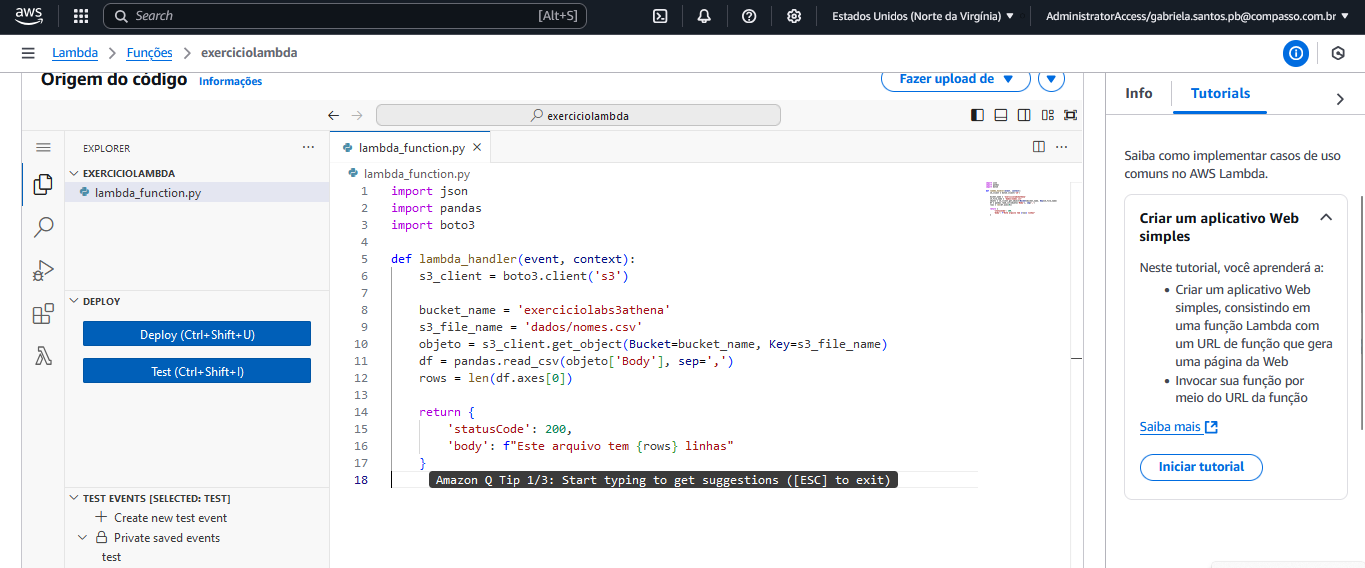 aws
Search
[Alt+S]
Estados Unidos (Norte da Virgínia)
AdministratorAccess/gabriela.santos.pb@compasso.com.br
Lambda
Funções
exerciciolambda
Origem do código
Informações
Fazer upload de
exerciciolambda
EXPLORER
EXERCICIOLAMBDA
lambda_function.py
DEPLOY
Deploy (Ctrl+Shift+U)
Test (Ctrl+Shift+I)
TEST EVENTS [SELECTED: TEST]
Create new test event
Private saved events
test
lambda_function.py
lambda_function.py
1 import json
2 import pandas
3 import boto3
4
5 def lambda_handler(event, context):
6 s3_client = boto3.client('s3')
7
8 bucket_name = 'exerciciolabs3athena'
9 s3_file_name = 'dados/nomes.csv'
10 objeto = s3_client.get_object(Bucket=bucket_name, Key=s3_file_name)
11 df = pandas.read_csv(objeto['Body'], sep=',')
12 rows = len(df.axes[0])
13
14 return {
15 'statusCode': 200,
16 'body': f"Este arquivo tem {rows} linhas"
17 }
18 Amazon Q Tip 1/3: Start typing to get suggestions ([ESC] to exit)
Info
Tutorials
Saiba como implementar casos de uso
comuns no AWS Lambda.
Criar um aplicativo Web
simples
Neste tutorial, você aprenderá a:
• Criar um aplicativo Web
simples, consistindo em
uma função Lambda com
um URL de função que gera
uma página da Web
• Invocar sua função por
meio do URL da função
Saiba mais
Iniciar tutorial